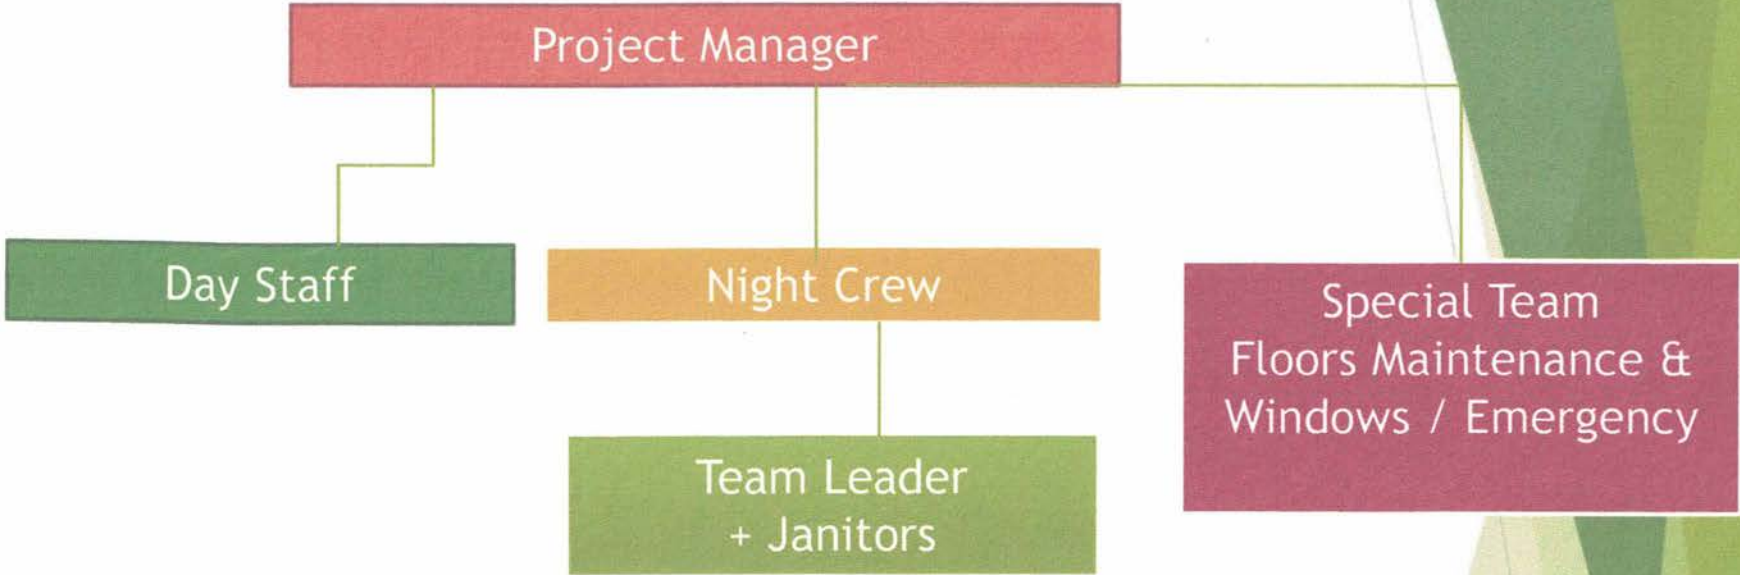 Project Manager
Day Staff
Night Crew
Special Team
Floors Maintenance &
Windows / Emergency
Team Leader
+ Janitors